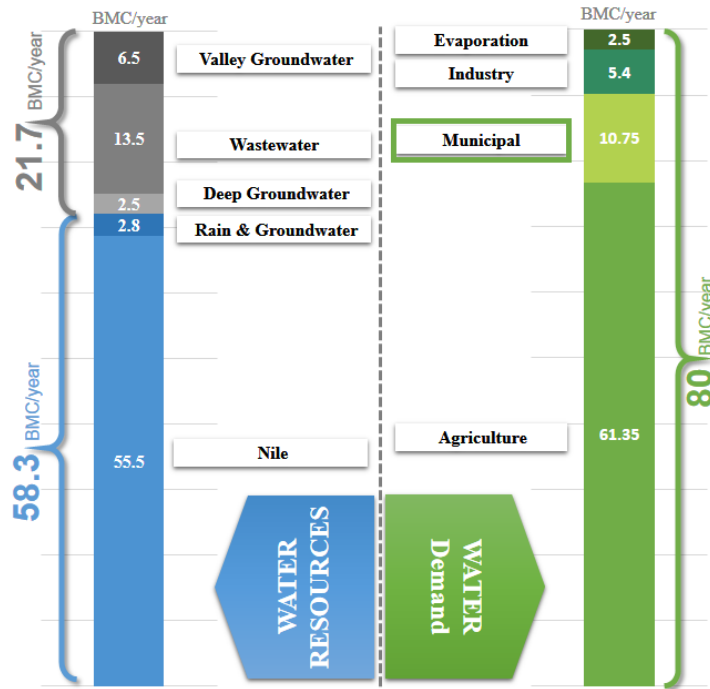 BMC/year
BMC/year
6.5
Valley Groundwater
Evaporation
2.5
Industry
5.4
21.7 BMC/year
13.5
Wastewater
Municipal
10.75
2.5
Deep Groundwater
2.8
Rain & Groundwater
80 BMC/year
58.3 BMC/year
55.5
Nile
Agriculture
61.35
WATER
RESOURCES
WATER
Demand